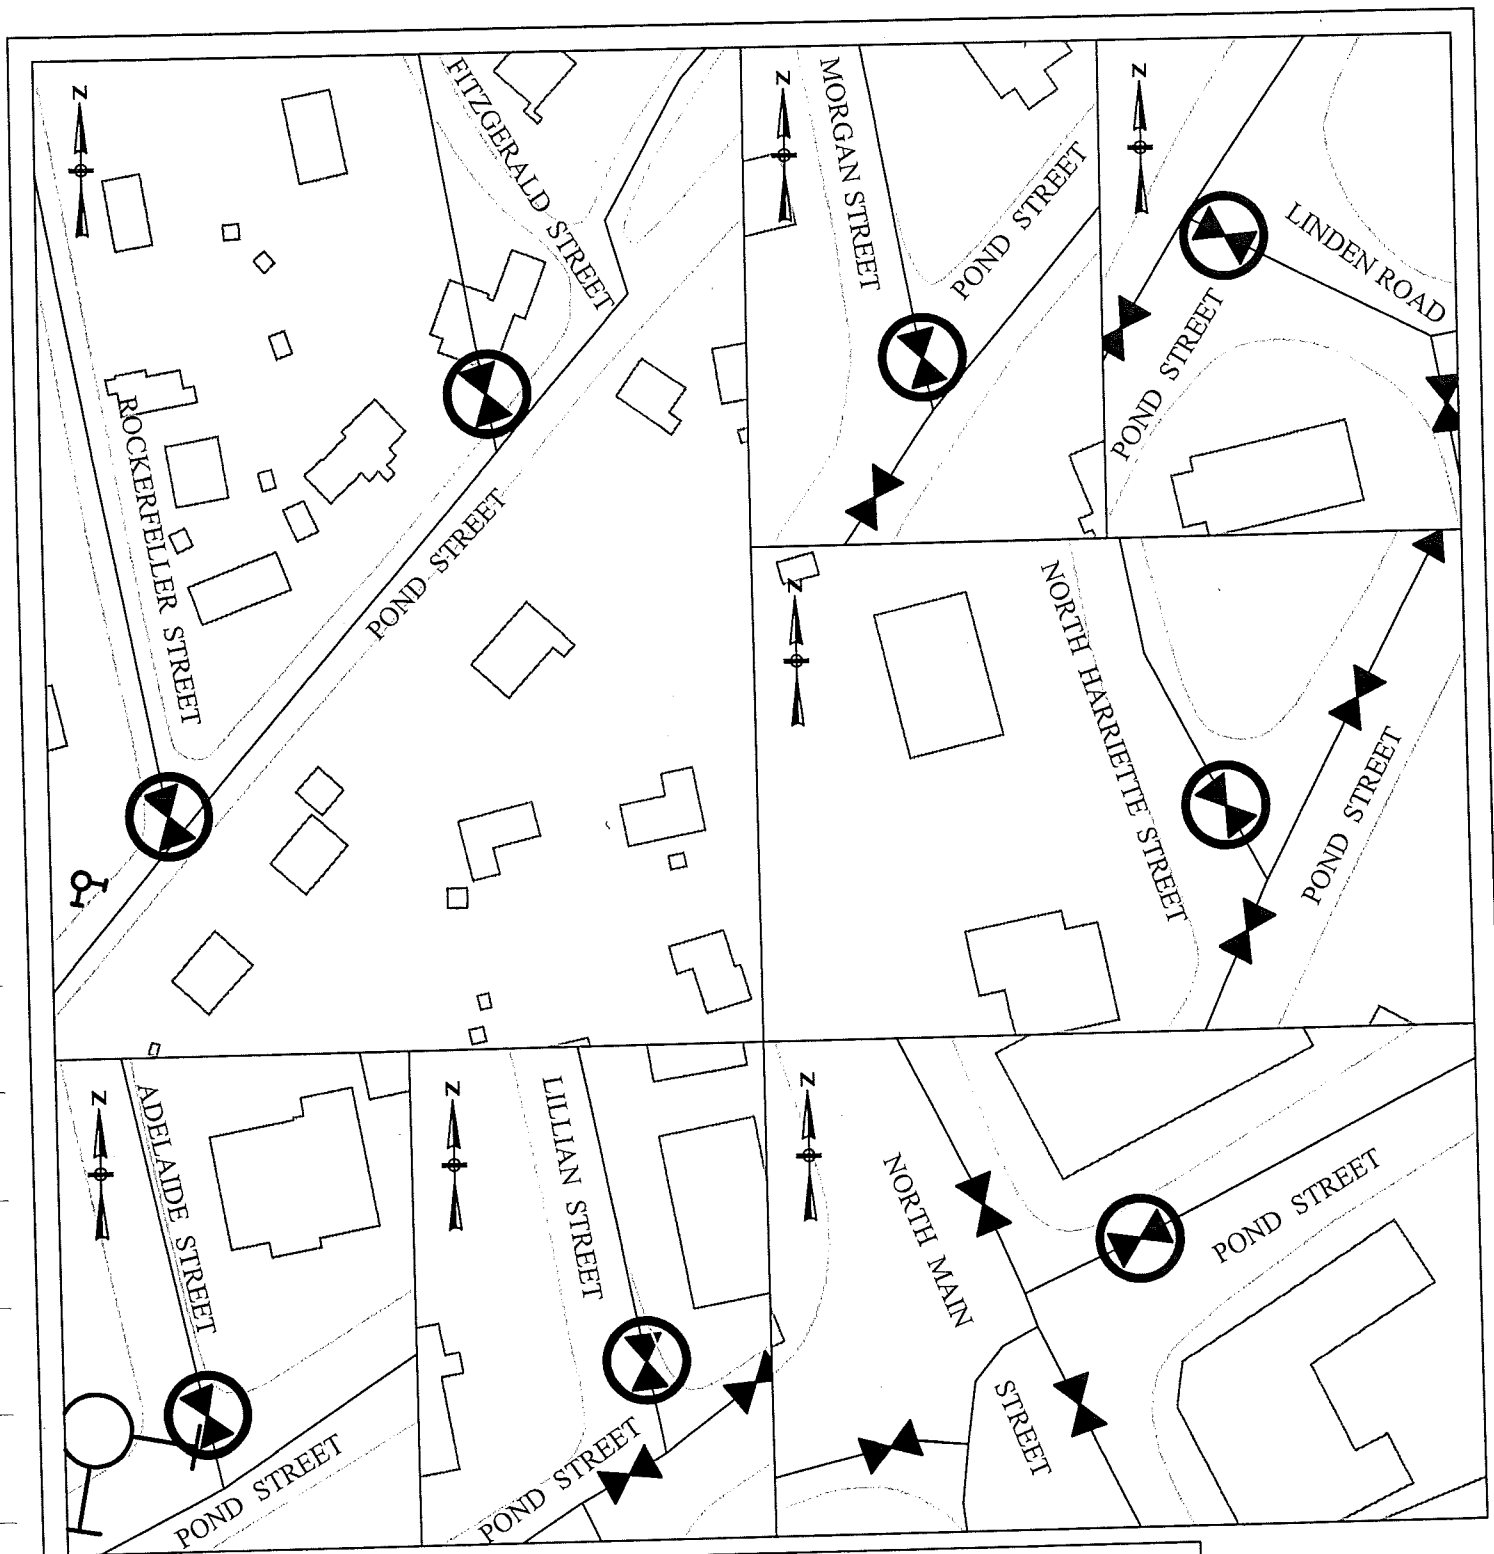 N
FITZGERALD STREET
ROCKERFELLER STREET
POND STREET
N
MORGAN STREET
POND STREET
N
LINDEN ROAD
POND STREET
N
NORTH HARRIETTE STREET
POND STREET
N
ADELAIDE STREET
POND STREET
N
LILLIAN STREET
POND STREET
N
NORTH MAIN
STREET
POND STREET